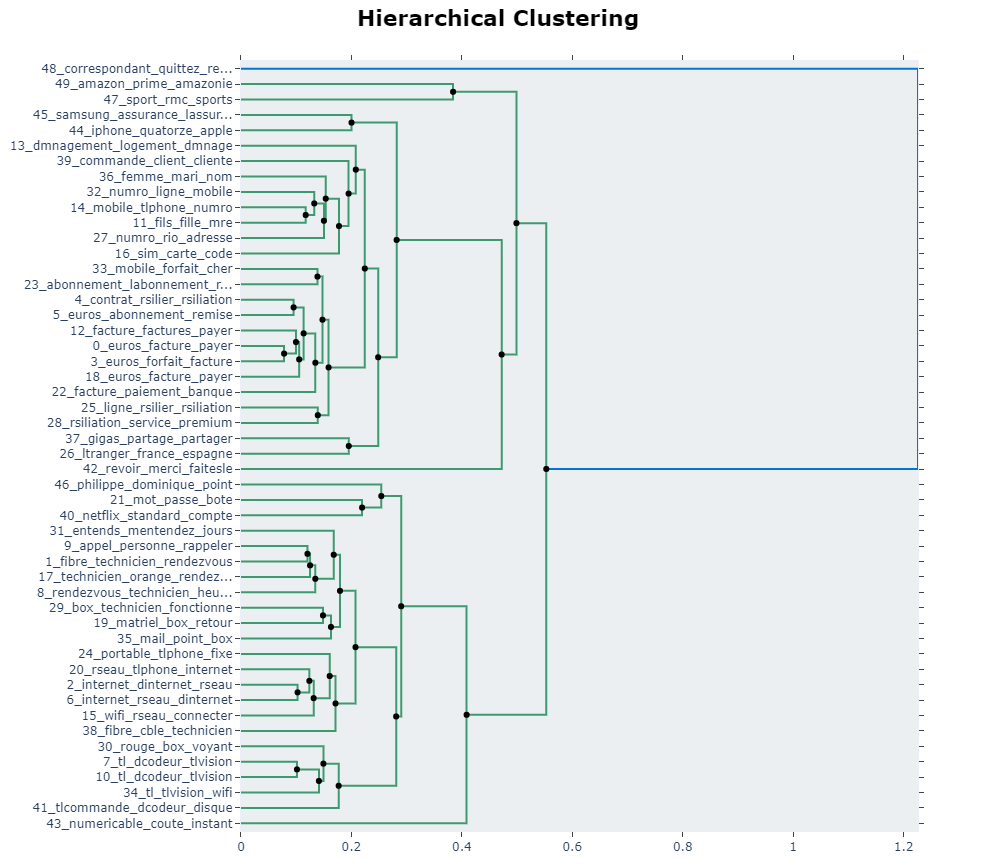 Hierarchical Clustering
48_correspondant_quittez_re...
49_amazon_prime_amazonie
47_sport_rmc_sports
45_samsung_assurance_lassur...
44_iphone_quatorze_apple
13_dmnagement_logement_dmnage
39_commande_client_cliente
36_femme_mari_nom
32_numro_ligne_mobile
14_mobile_tlphone_numro
11_fils_fille_mre
27_numro_rio_adresse
16_sim_carte_code
33_mobile_forfait_cher
23_abonnement_labonnement_r...
4_contrat_rsilier_rsiliation
5_euros_abonnement_remise
12_facture_factures_payer
0_euros_facture_payer
3_euros_forfait_facture
18_euros_facture_payer
22_facture_paiement_banque
25_ligne_rsilier_rsiliation
28_rsiliation_service_premium
37_gigas_partage_partager
26_ltranger_france_espagne
42_revoir_merci_faitesle
46_philippe_dominique_point
21_mot_passe_bote
40_netflix_standard_compte
31_entends_mentendez_jours
9_appel_personne_rappeler
1_fibre_technicien_rendezvous
17_technicien_orange_rendez...
8_rendezvous_technicien_heu...
29_box_technicien_fonctionne
19_matriel_box_retour
35_mail_point_box
24_portable_tlphone_fixe
20_rseau_tlphone_internet
2_internet_dinternet_rseau
6_internet_rseau_dinternet
15_wifi_rseau_connecter
38_fibre_cble_technicien
30_rouge_box_voyant
7_tl_dcodeur_tlvision
10_tl_dcodeur_tlvision
34_tl_tlvision_wifi
41_tlcommande_dcodeur_disque
43_numericable_coute_instant
0 0.2 0.4 0.6 0.8 1 1.2